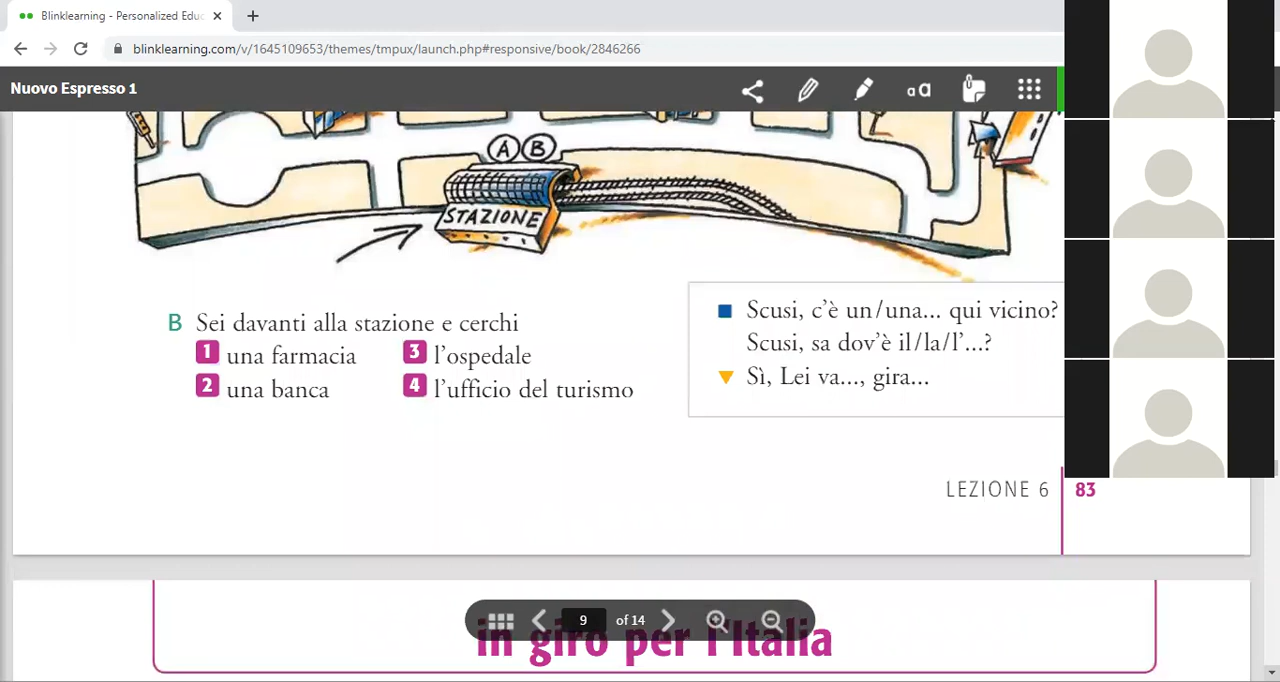 Blinklearning - Personalized Educ
blinklearning.com/v/1645109653/themes/tmpux/launch.php#responsive/book/2846266
Nuovo Espresso 1
aa
A B
STAZIONE
B Sei davanti alla stazione e cerchi
1 una farmacia
2 una banca
3 l'ospedale
4 l'ufficio del turismo
Scusi, c'è un/una... qui vicino?
Scusi, sa dov'è il/la/l'...?
Sì, Lei va..., gira...
LEZIONE 6 83
in giro per l'Italia
9 of 14